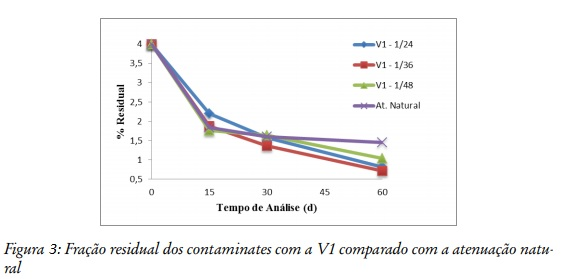 4
3,5
3
2,5
2
1,5
1
0,5
% Residual
0 15 30 45 60
Tempo de Análise (d)
V1 - 1/24
V1 - 1/36
V1 - 1/48
At. Natural
Figura 3: Fração residual dos contaminates com a V1 comparado com a atenuação natu-
ral